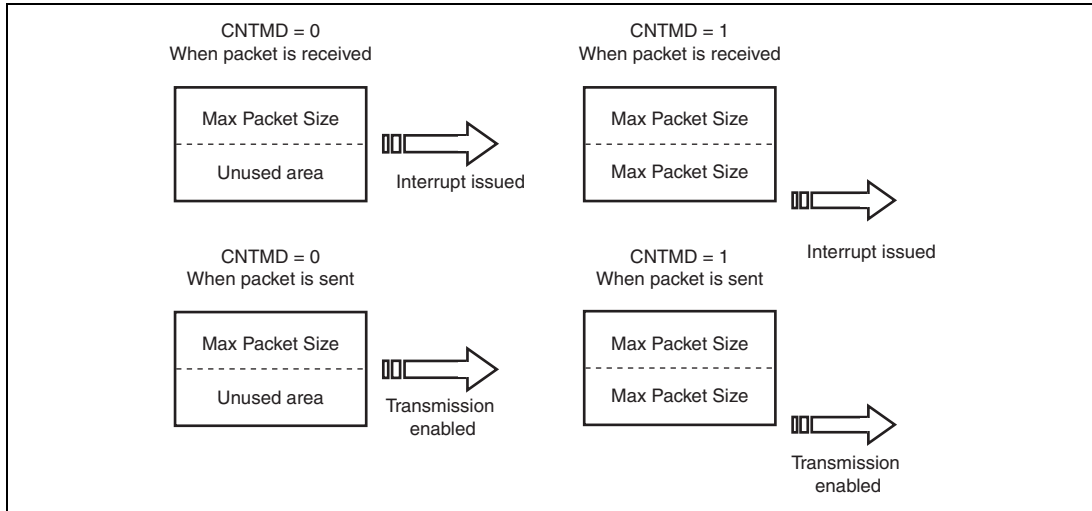 CNTMD = 0
When packet is received
Max Packet Size
Unused area
Interrupt issued
CNTMD = 1
When packet is received
Max Packet Size
Max Packet Size
Interrupt issued
CNTMD = 0
When packet is sent
Max Packet Size
Unused area
Transmission
enabled
CNTMD = 1
When packet is sent
Max Packet Size
Max Packet Size
Transmission
enabled